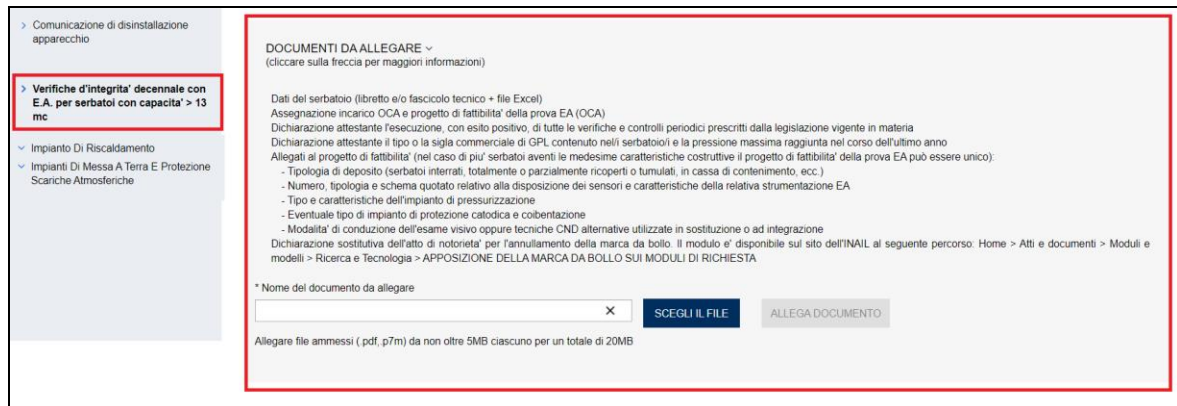 Comunicazione di disinstallazione
apparecchio
Verifiche d'integrita' decennale con
E.A. per serbatoi con capacita' > 13
mc
Impianto Di Riscaldamento
Impianti Di Messa A Terra E Protezione
Scariche Atmosferiche
DOCUMENTI DA ALLEGARE
(cliccare sulla freccia per maggiori informazioni)
Dati del serbatoio (libretto e/o fascicolo tecnico + file Excel)
Assegnazione incarico OCA e progetto di fattibilita' della prova EA (OCA)
Dichiarazione attestante l'esecuzione, con esito positivo, di tutte le verifiche e controlli periodici prescritti dalla legislazione vigente in materia
Dichiarazione attestante il tipo o la sigla commerciale di GPL contenuto nel/i serbatoio/i e la pressione massima raggiunta nel corso dell'ultimo anno
Allegati al progetto di fattibilita' (nel caso di piu' serbatoi aventi le medesime caratteristiche costruttive il progetto di fattibilita' della prova EA può essere unico):
- Tipologia di deposito (serbatoi interrati, totalmente o parzialmente ricoperti o tumulati, in cassa di contenimento, ecc.)
- Numero, tipologia e schema quotato relativo alla disposizione dei sensori e caratteristiche della relativa strumentazione EA
- Tipo e caratteristiche dell'impianto di pressurizzazione
- Eventuale tipo di impianto di protezione catodica e coibentazione
- Modalita' di conduzione dell'esame visivo oppure tecniche CND alternative utilizzate in sostituzione o ad integrazione
Dichiarazione sostitutiva dell'atto di notorieta' per l'annullamento della marca da bollo. Il modulo e' disponibile sul sito dell'INAIL al seguente percorso: Home > Atti e documenti > Moduli e
modelli > Ricerca e Tecnologia > APPOSIZIONE DELLA MARCA DA BOLLO SUI MODULI DI RICHIESTA
* Nome del documento da allegare
SCEGLI IL FILE
ALLEGA DOCUMENTO
Allegare file ammessi (.pdf,.p7m) da non oltre 5MB ciascuno per un totale di 20MB